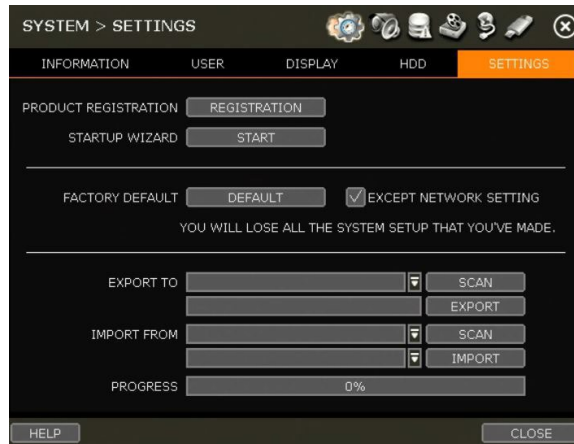 SYSTEM > SETTINGS
INFORMATION USER DISPLAY HDD SETTINGS
PRODUCT REGISTRATION REGISTRATION
STARTUP WIZARD START
FACTORY DEFAULT DEFAULT EXCEPT NETWORK SETTING
YOU WILL LOSE ALL THE SYSTEM SETUP THAT YOU'VE MADE.
EXPORT TO SCAN
EXPORT
IMPORT FROM SCAN
IMPORT
PROGRESS 0%
HELP CLOSE